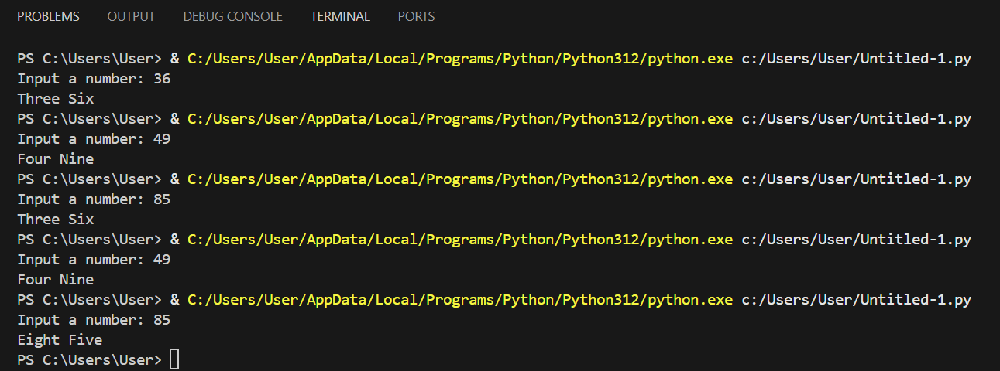 PROBLEMS OUTPUT DEBUG CONSOLE TERMINAL PORTS
PS C:\Users\User> & C:/Users/User/AppData/Local/Programs/Python/Python312/python.exe c:/Users/User/Untitled-1.py
Input a number: 36
Three Six
PS C:\Users\User> & C:/Users/User/AppData/Local/Programs/Python/Python312/python.exe c:/Users/User/Untitled-1.py
Input a number: 49
Four Nine
PS C:\Users\User> & C:/Users/User/AppData/Local/Programs/Python/Python312/python.exe c:/Users/User/Untitled-1.py
Input a number: 85
Three Six
PS C:\Users\User> & C:/Users/User/AppData/Local/Programs/Python/Python312/python.exe c:/Users/User/Untitled-1.py
Input a number: 49
Four Nine
PS C:\Users\User> & C:/Users/User/AppData/Local/Programs/Python/Python312/python.exe c:/Users/User/Untitled-1.py
Input a number: 85
Eight Five
PS C:\Users\User>